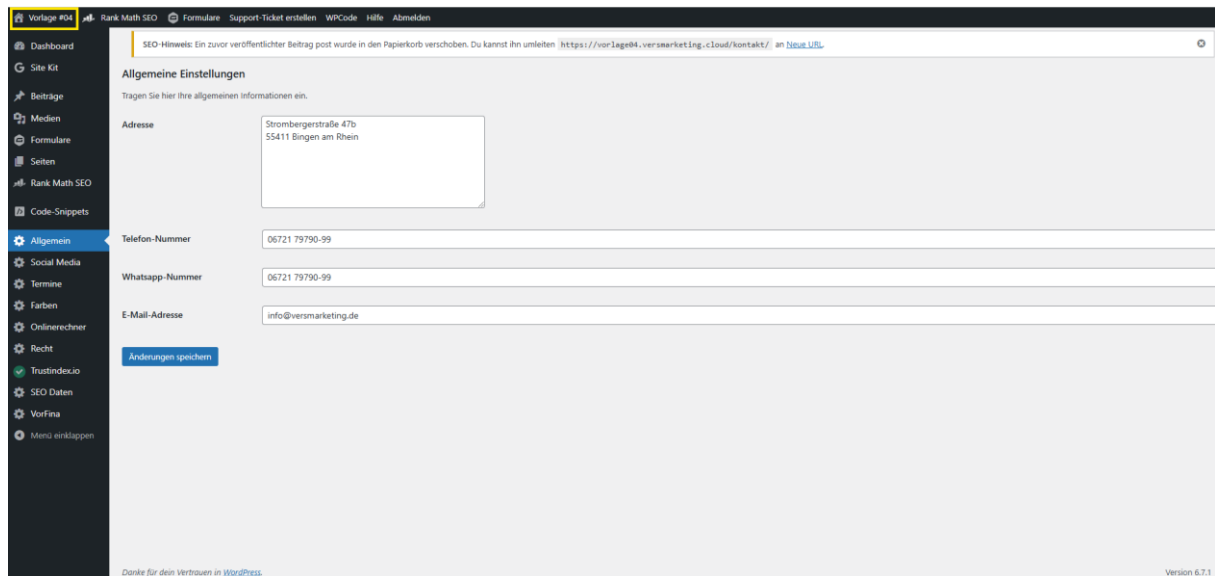 Vorlage #04 Rank Math SEO Formulare Support-Ticket erstellen WPCode Hilfe Abmelden
Dashboard
Site Kit
Beiträge
Medien
Formulare
Seiten
Rank Math SEO
Code-Snippets
Allgemein
Social Media
Termine
Farben
Onlinerechner
Recht
Trustindex.io
SEO Daten
VorFina
Menü einklappen
SEO-Hinweis: Ein zuvor veröffentlichter Beitrag post wurde in den Papierkorb verschoben. Du kannst ihn umleiten https://vorlage04.versmarketing.cloud/kontakt/ an Neue URL.
Allgemeine Einstellungen
Tragen Sie hier Ihre allgemeinen Informationen ein.
Adresse
Strombergerstraße 47b
55411 Bingen am Rhein
Telefon-Nummer 06721 79790-99
Whatsapp-Nummer 06721 79790-99
E-Mail-Adresse info@versmarketing.de
Änderungen speichern
Danke für dein Vertrauen in WordPress. Version 6.7.1